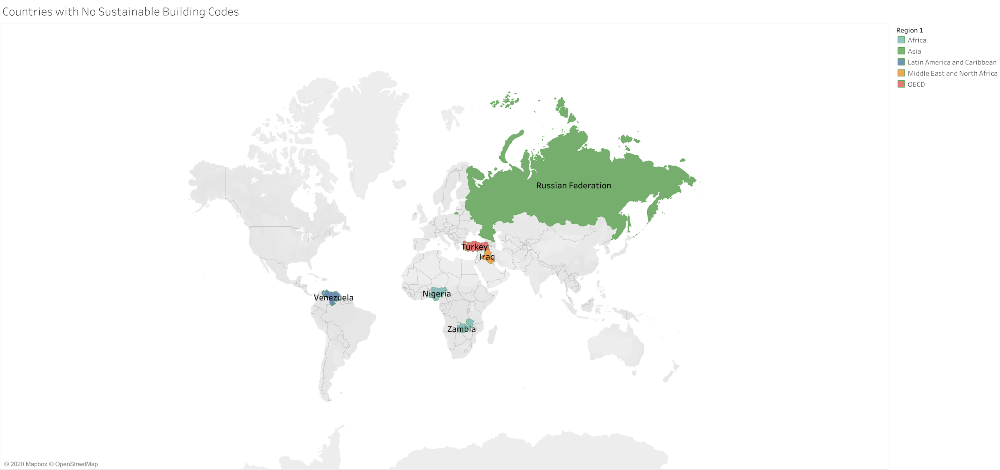 Countries with No Sustainable Building Codes
Region 1
Africa
Asia
Latin America and Caribbean
Middle East and North Africa
OECD
Russian Federation
Turkey
Iraq
Nigeria
Venezuela
Zambia
© 2020 Mapbox © OpenStreetMap